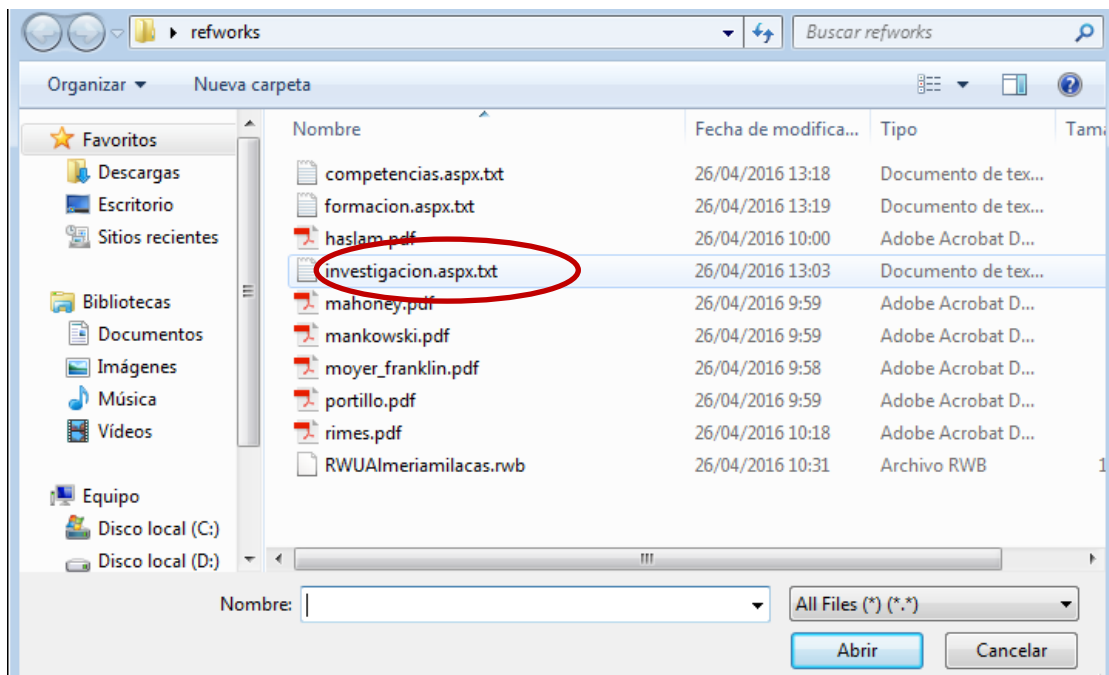 refworks
Buscar refworks
Organizar Nueva carpeta
Favoritos
Descargas
Escritorio
Sitios recientes
Bibliotecas
Documentos
Imágenes
Música
Vídeos
Equipo
Disco local (C:)
Disco local (D:)
Nombre Fecha de modifica... Tipo Tama
competencias.aspx.txt 26/04/2016 13:18 Documento de tex...
formacion.aspx.txt 26/04/2016 13:19 Documento de tex...
haslam.pdf 26/04/2016 10:00 Adobe Acrobat D...
investigacion.aspx.txt 26/04/2016 13:03 Documento de tex...
mahoney.pdf 26/04/2016 9:59 Adobe Acrobat D...
mankowski.pdf 26/04/2016 9:59 Adobe Acrobat D...
moyer_franklin.pdf 26/04/2016 9:58 Adobe Acrobat D...
portillo.pdf 26/04/2016 9:59 Adobe Acrobat D...
rimes.pdf 26/04/2016 10:18 Adobe Acrobat D...
RWUAlmeriamilacas.rwb 26/04/2016 10:31 Archivo RWB 1
Nombre: All Files (*) (*.*)
Abrir Cancelar